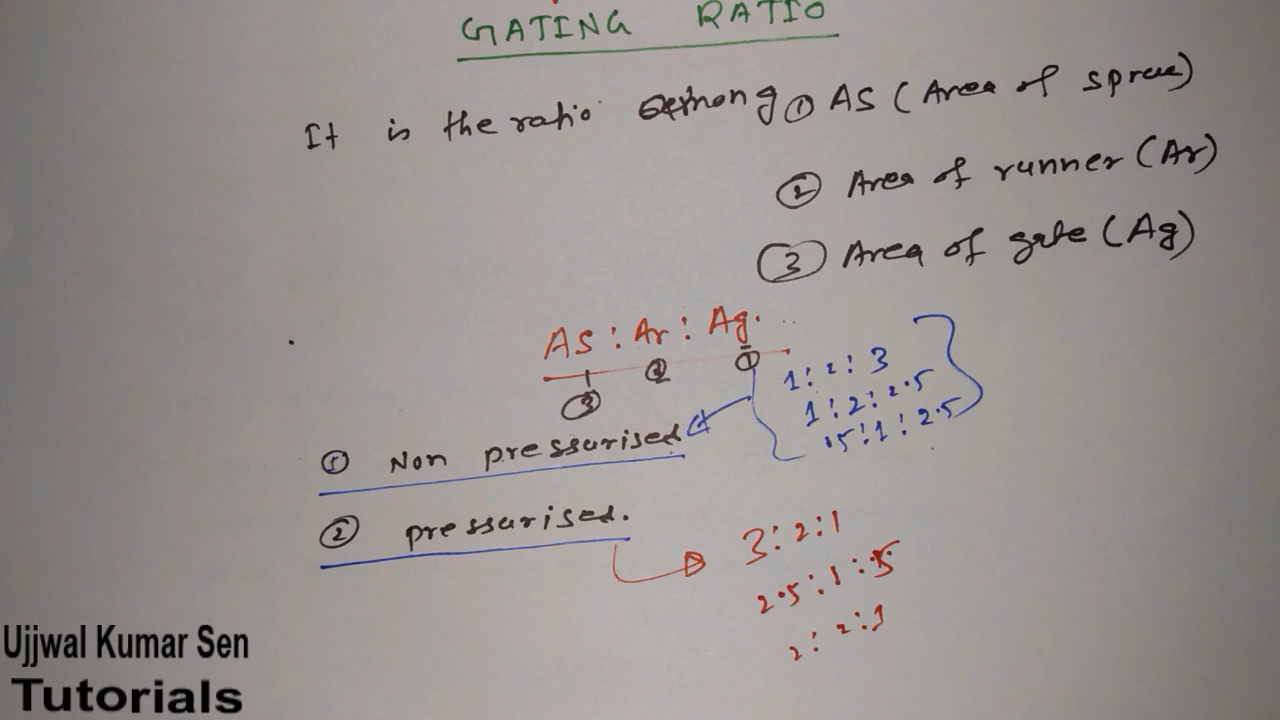 GATING RATIO
It is the ratio among ① AS (Area of sprue)
② Area of runner (Ar)
③ Area of gate (Ag)
AS : Ar : Ag.
③ ② ①
1 : 2 : 3
1 : 2 : 2.5
.5 : 1 : 2.5
① Non pressurised
② pressurised.
3 : 2 : 1
2.5 : 1 : .5
2 : 2 : 1
Ujjwal Kumar Sen
Tutorials